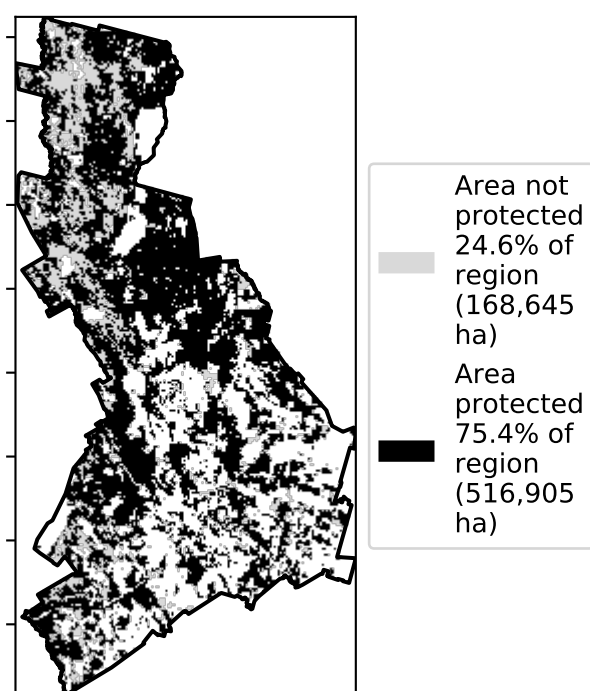 Area not
protected
24.6% of
region
(168,645
ha)
Area
protected
75.4% of
region
(516,905
ha)